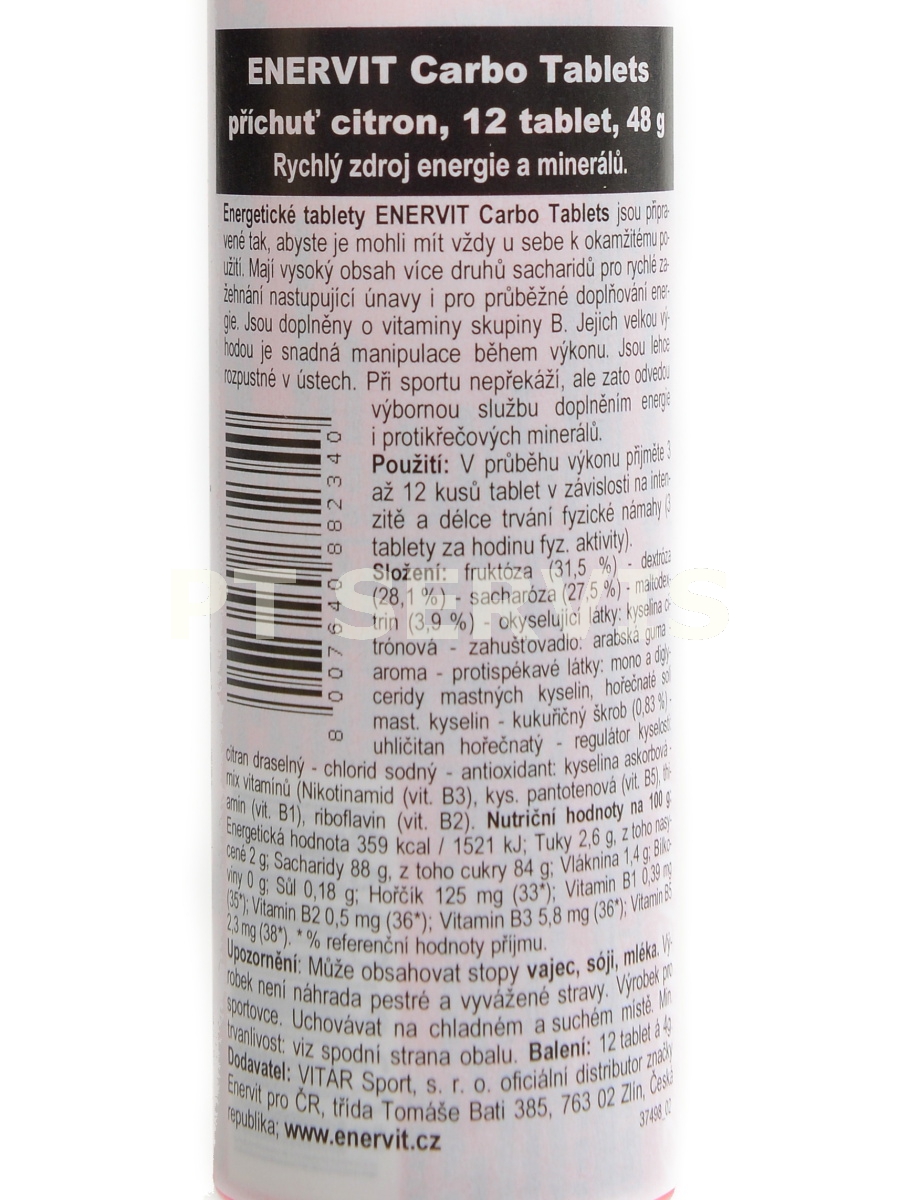 ENERVIT Carbo Tablets
příchuť citron, 12 tablet, 48 g
Rychlý zdroj energie a minerálů.
Energetické tablety ENERVIT Carbo Tablets jsou připra-
vené tak, abyste je mohli mít vždy u sebe k okamžitému po-
užití. Mají vysoký obsah více druhů sacharidů pro rychlé za-
žehnání nastupující únavy i pro průběžné doplňování ener-
gie. Jsou doplněny o vitaminy skupiny B. Jejich velkou vý-
hodou je snadná manipulace během výkonu. Jsou lehce
rozpustné v ústech. Při sportu nepřekáží, ale zato odvedou
výbornou službu doplněním energie
i protikřečových minerálů.
Použití: V průběhu výkonu přijměte 3
až 12 kusů tablet v závislosti na inten-
zitě a délce trvání fyzické námahy (3
tablety za hodinu fyz. aktivity).
Složení: fruktóza (31,5 %) - dextróza
(28,1 %) - sacharóza (27,5 %) - maltodex-
trin (3,9 %) - okyselující látky: kyselina ci-
trónová - zahušťovadlo: arabská guma -
aroma - protispékavé látky: mono a digly-
ceridy mastných kyselin, hořečnaté soli
mast. kyselin - kukuřičný škrob (0,83 %) -
uhličitan hořečnatý - regulátor kyselosti:
citran draselný - chlorid sodný - antioxidant: kyselina askorbová -
mix vitamínů (Nikotinamid (vit. B3), kys. pantotenová (vit. B5), thi-
amin (vit. B1), riboflavin (vit. B2). Nutriční hodnoty na 100 g:
Energetická hodnota 359 kcal / 1521 kJ; Tuky 2,6 g, z toho nasy-
cené 2 g; Sacharidy 88 g, z toho cukry 84 g; Vláknina 1,4 g; Bílko-
viny 0 g; Sůl 0,18 g; Hořčík 125 mg (33*); Vitamin B1 0,39 mg
(35*); Vitamin B2 0,5 mg (36*); Vitamin B3 5,8 mg (36*); Vitamin B5
2,3 mg (38*). * % referenční hodnoty příjmu.
Upozornění: Může obsahovat stopy vajec, sóji, mléka. Vý-
robek není náhrada pestré a vyvážené stravy. Výrobek pro
sportovce. Uchovávat na chladném a suchém místě. Min.
trvanlivost: viz spodní strana obalu. Balení: 12 tablet á 4g.
Dodavatel: VITAR Sport, s. r. o. oficiální distributor značky
Enervit pro ČR, třída Tomáše Bati 385, 763 02 Zlín, Česká
republika; www.enervit.cz
37498_02
8 007640 882340
PT SERVIS